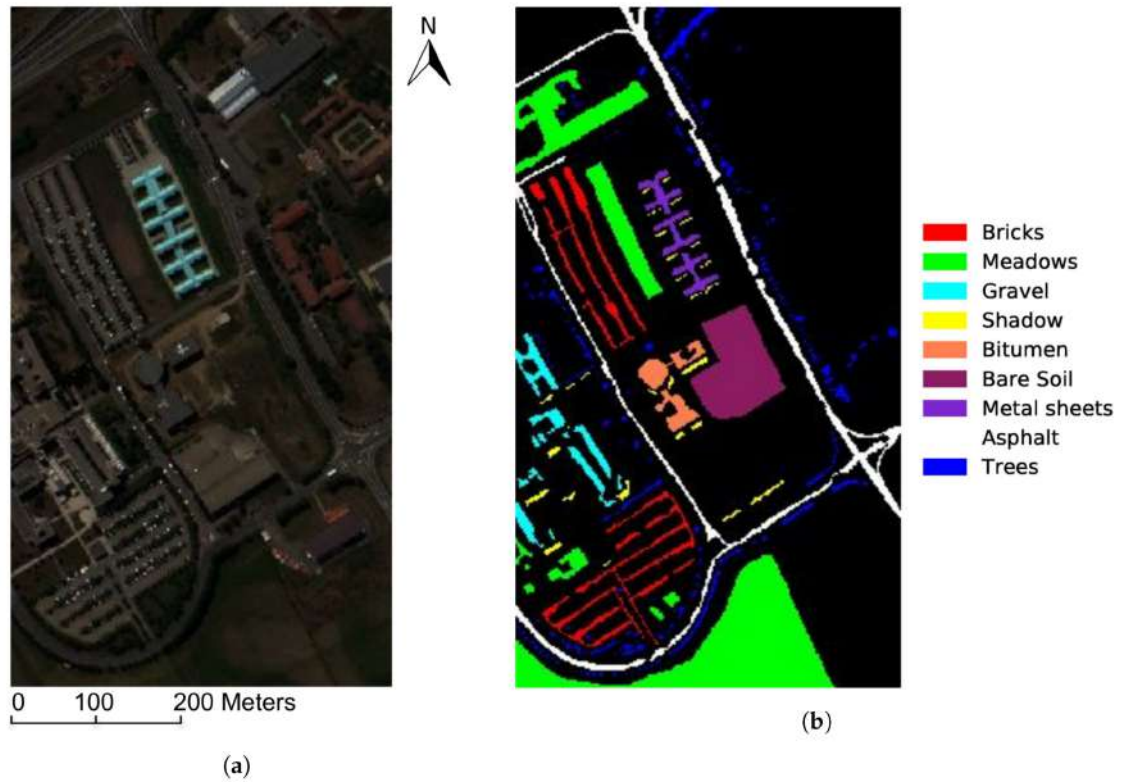 N
Bricks
Meadows
Gravel
Shadow
Bitumen
Bare Soil
Metal sheets
Asphalt
Trees
0 100 200 Meters
(a)
(b)